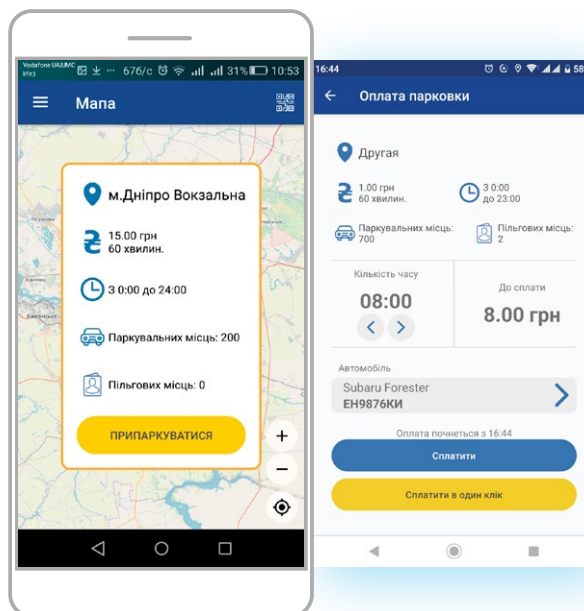 Vodafone UA|UMC
life:)
676/c
31%
10:53
Мапа
м.Дніпро Вокзальна
15.00 грн
60 хвилин.
З 0:00 до 24:00
Паркувальних місць: 200
Пільгових місць: 0
ПРИПАРКУВАТИСЯ
+
−
16:44
58
Оплата парковки
Другая
1.00 грн
60 хвилин.
З 0:00
до 23:00
Паркувальних місць:
700
Пільгових місць:
2
Кількість часу
08:00
До сплати
8.00 грн
Автомобіль
Subaru Forester
ЕН9876КИ
Оплата почнеться з 16:44
Сплатити
Сплатити в один клік